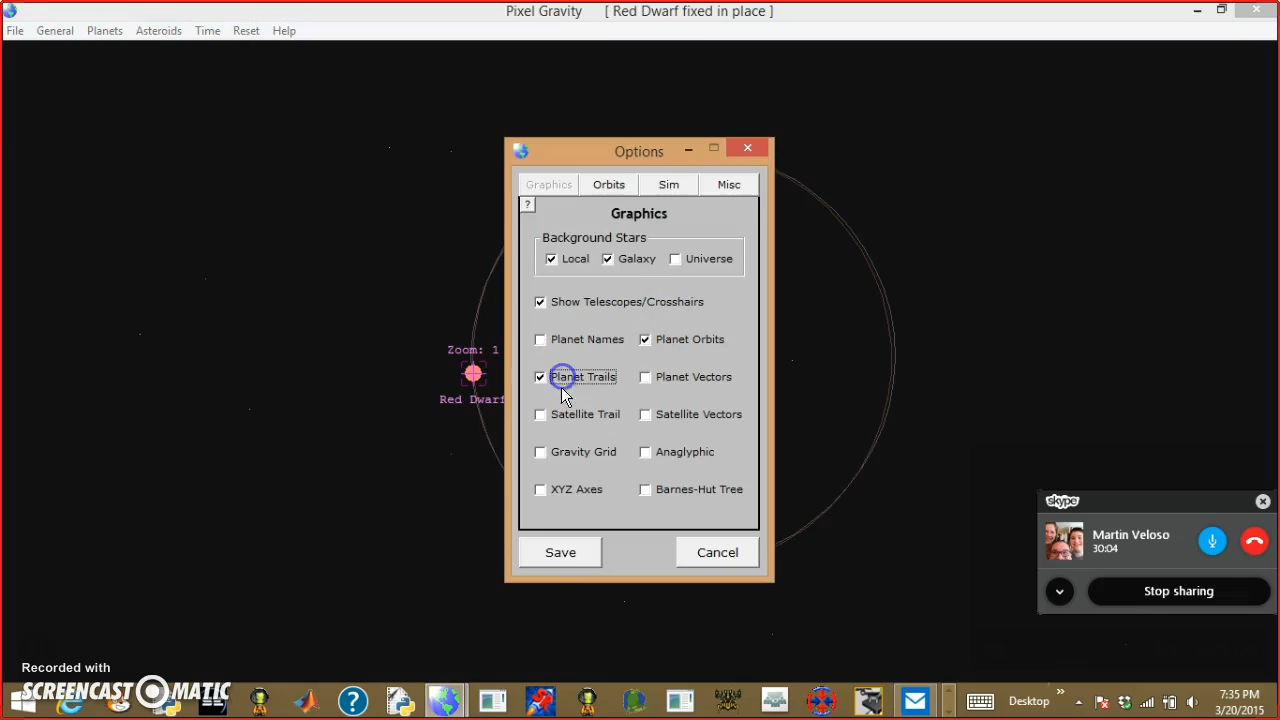 Pixel Gravity [ Red Dwarf fixed in place ]
File General Planets Asteroids Time Reset Help
Options
Graphics Orbits Sim Misc
?
Graphics
Background Stars
Local Galaxy Universe
Show Telescopes/Crosshairs
Planet Names Planet Orbits
Planet Trails Planet Vectors
Satellite Trail Satellite Vectors
Gravity Grid Anaglyphic
XYZ Axes Barnes-Hut Tree
Save Cancel
Zoom: 1
Red Dwarf
skype
Martin Veloso
30:04
Stop sharing
Recorded with
SCREENCAST MATIC
Desktop
7:35 PM
3/20/2015